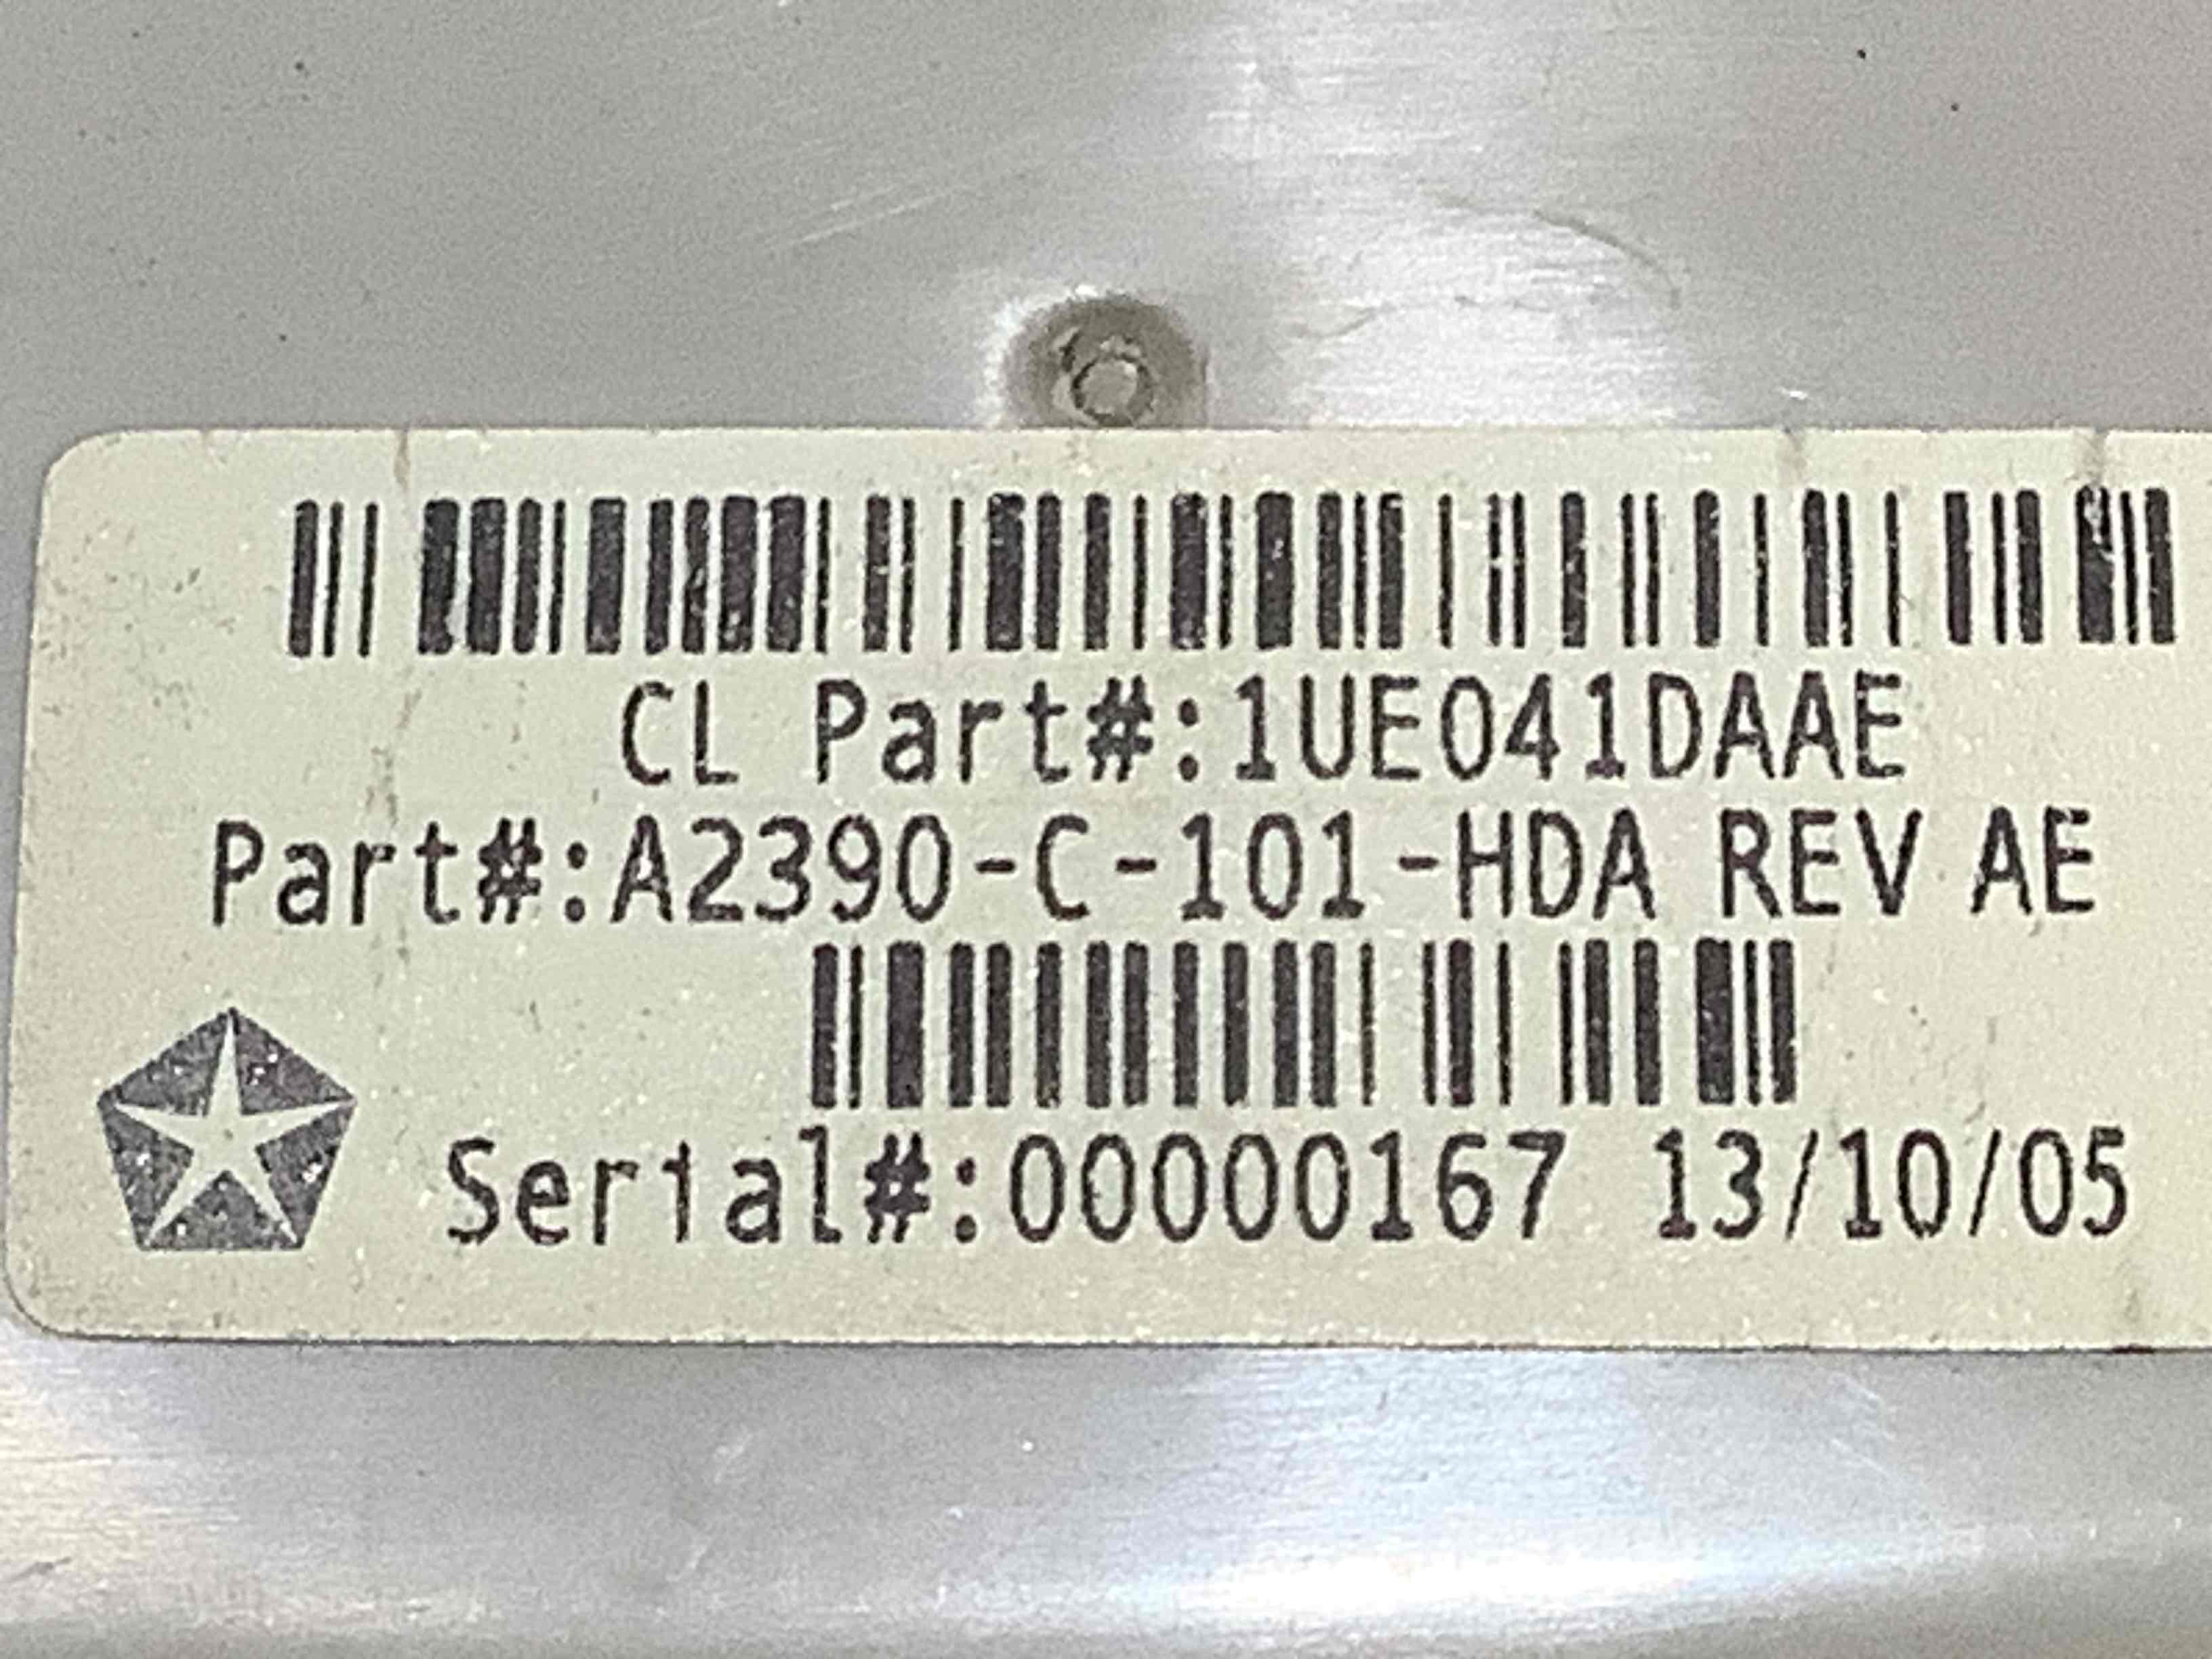 CL Part#:1UE041DAAE
Part#:A2390-C-101-HDA REV AE
Serial#:00000167 13/10/05